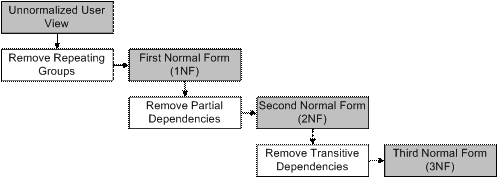 Unnormalized User
View
Remove Repeating
Groups
First Normal Form
(1NF)
Remove Partial
Dependencies
Second Normal Form
(2NF)
Remove Transitive
Dependencies
Third Normal Form
(3NF)